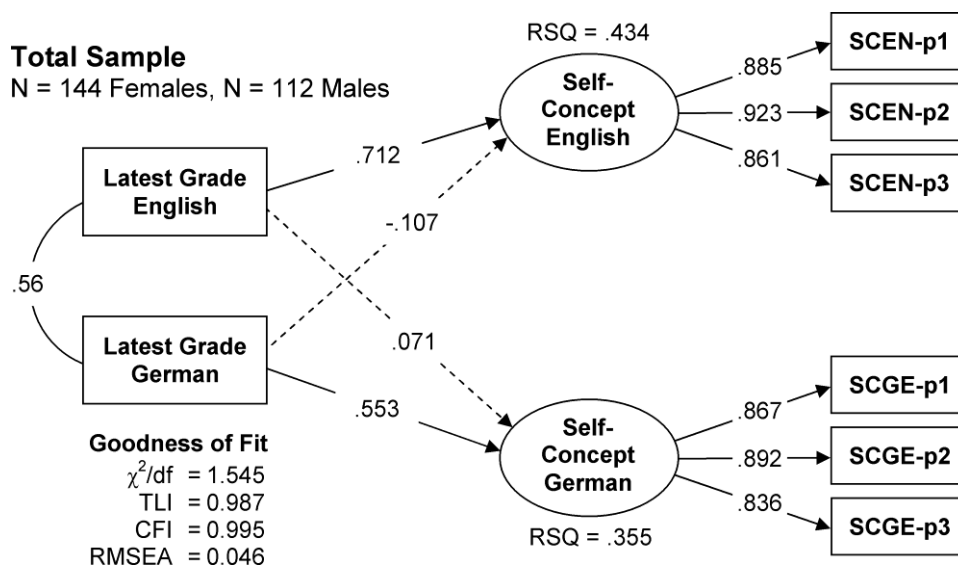 Total Sample
N = 144 Females, N = 112 Males
RSQ = .434
Self-
Concept
English
.885
.923
.861
SCEN-p1
SCEN-p2
SCEN-p3
Latest Grade
English
.712
-.107
.56
Latest Grade
German
.071
.553
Self-
Concept
German
RSQ = .355
.867
.892
.836
SCGE-p1
SCGE-p2
SCGE-p3
Goodness of Fit
χ²/df = 1.545
TLI = 0.987
CFI = 0.995
RMSEA = 0.046